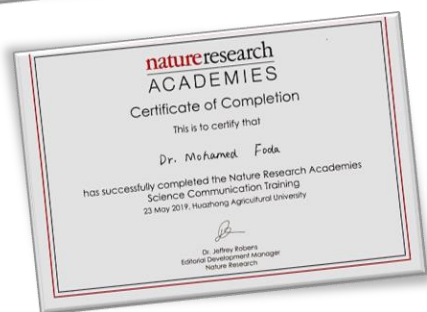 natureresearch
ACADEMIES
Certificate of Completion
This is to certify that
Dr. Mohamed Foda
has successfully completed the Nature Research Academies
Science Communication Training
23 May 2019, Huazhong Agricultural University
Dr. Jeffrey Robens
Editorial Development Manager
Nature Research